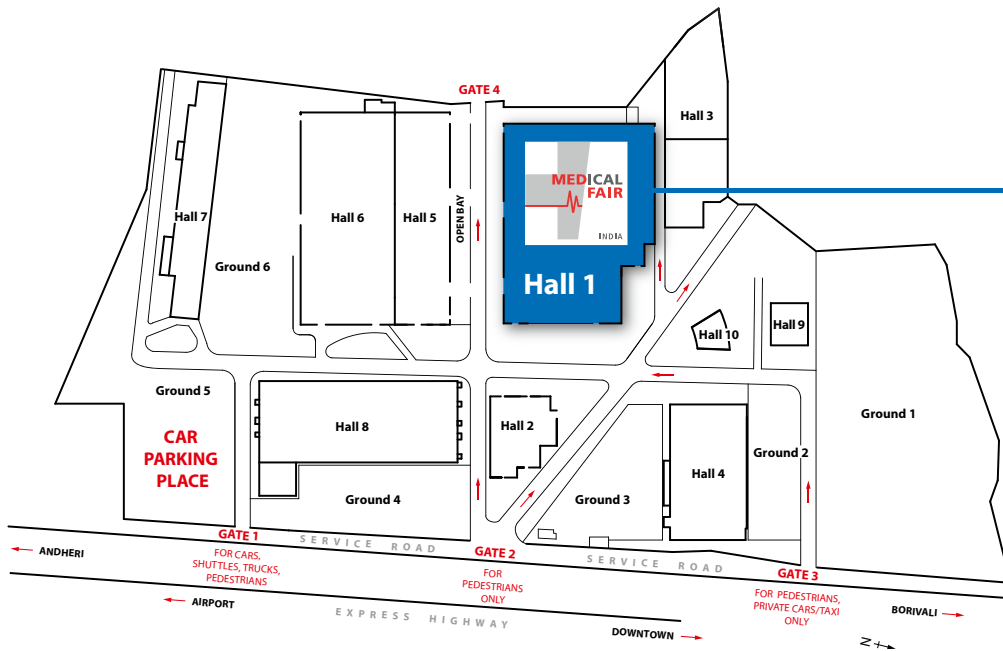 GATE 4
Hall 3
MEDICAL
FAIR
INDIA
Hall 7
Hall 6
Hall 5
OPEN BAY
Ground 6
Hall 1
Hall 10
Hall 9
Ground 5
Ground 1
CAR
PARKING
PLACE
Hall 8
Hall 2
Ground 2
Hall 4
Ground 4
Ground 3
GATE 1
SERVICE ROAD
GATE 2
SERVICE ROAD
GATE 3
ANDHERI
FOR CARS,
SHUTTLES, TRUCKS,
PEDESTRIANS
FOR
PEDESTRIANS
ONLY
FOR PEDESTRIANS,
PRIVATE CARS/TAXI
ONLY
AIRPORT
EXPRESS HIGHWAY
BORIVALI
DOWNTOWN
N